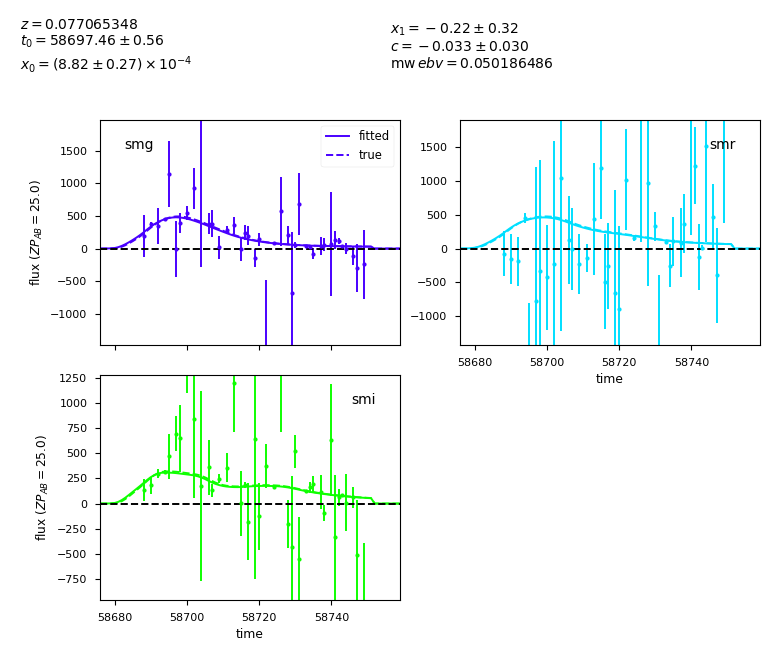 z = 0.077065348
t₀ = 58697.46 ± 0.56
x₀ = (8.82 ± 0.27) × 10⁻⁴
x₁ = −0.22 ± 0.32
c = −0.033 ± 0.030
mwebv = 0.050186486
smg
fitted
true
1500
1000
500
0
−500
−1000
flux (ZP_AB = 25.0)
smr
1500
1000
500
0
−500
−1000
58680 58700 58720 58740
time
smi
1250
1000
750
500
250
0
−250
−500
−750
flux (ZP_AB = 25.0)
58680 58700 58720 58740
time